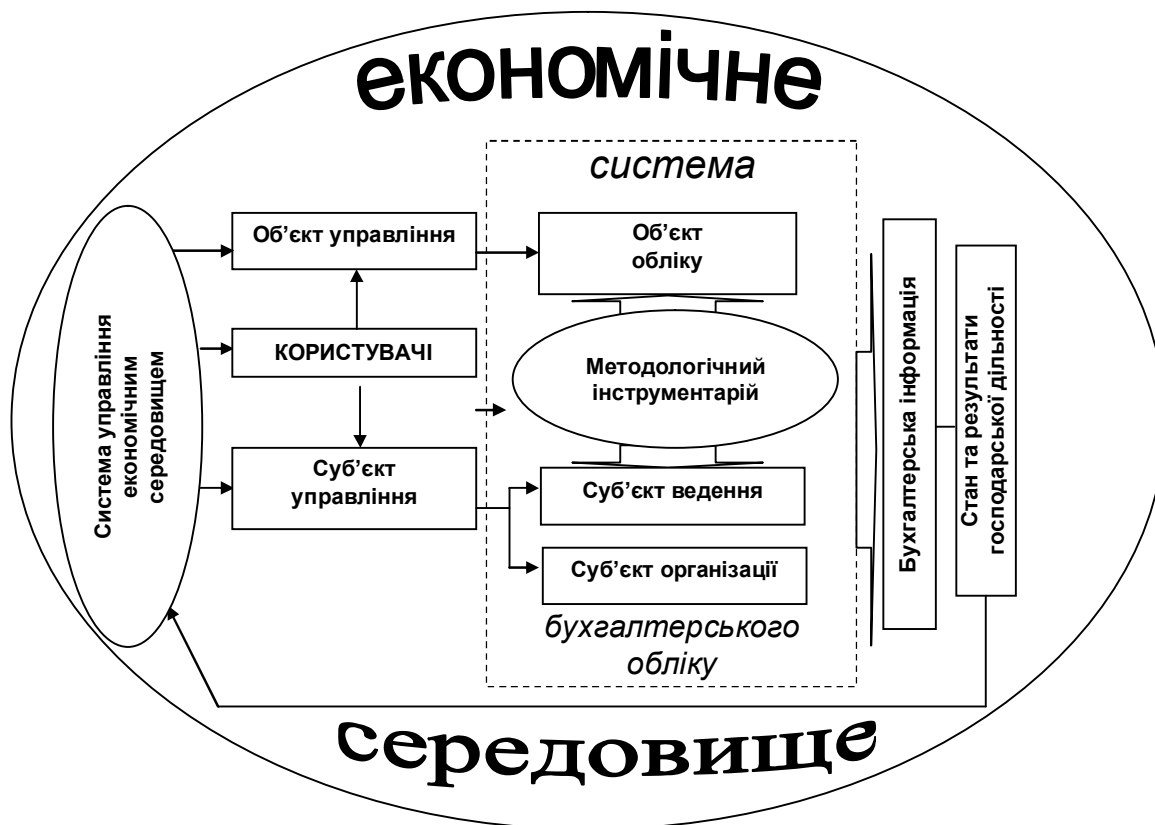 економічне
система
Система управління
економічним
середовищем
Об’єкт управління
КОРИСТУВАЧІ
Суб’єкт
управління
Об’єкт
обліку
Методологічний
інструментарій
Суб’єкт ведення
Суб’єкт організації
бухгалтерського
обліку
Бухгалтерська інформація
Стан та результати
господарської дільності
середовище